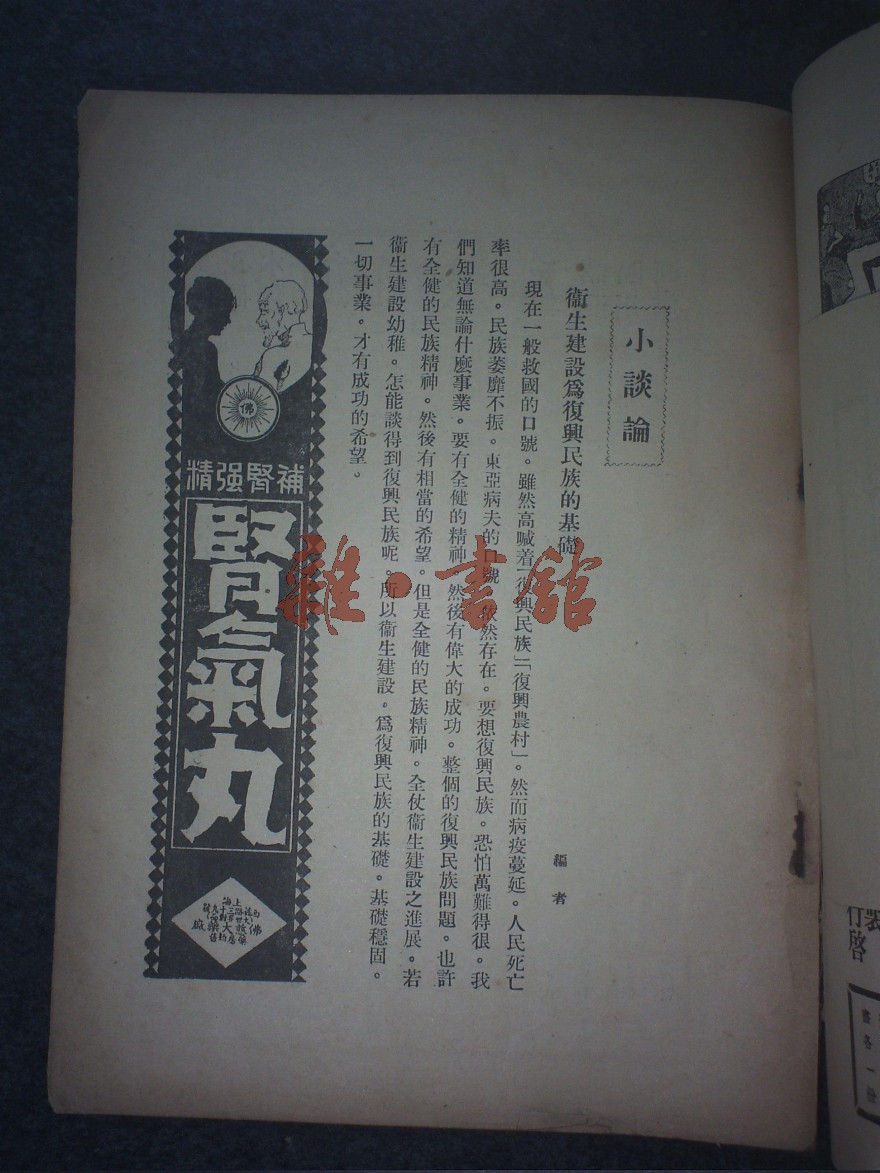 小談論
衞生建設爲復興民族的基礎
編者
現在一般救國的口號。雖然高喊着「復興民族」「復興農村」。然而病疫蔓延。人民死亡
率很高。民族萎靡不振。東亞病夫的口號 依然存在。要想復興民族。恐怕萬難得很。我
們知道無論什麽事業。要有全健的精神。然後有偉大的成功。整個的復興民族問題。也許
有全健的民族精神。然後有相當的希望。但是全健的民族精神。全仗衞生建設之進展。若
衞生建設幼稚。怎能談得到復興民族呢。所以衞生建設。爲復興民族的基礎。基礎穩固。
一切事業。才有成功的希望。
佛
補腎强精
腎氣丸
雜·書館